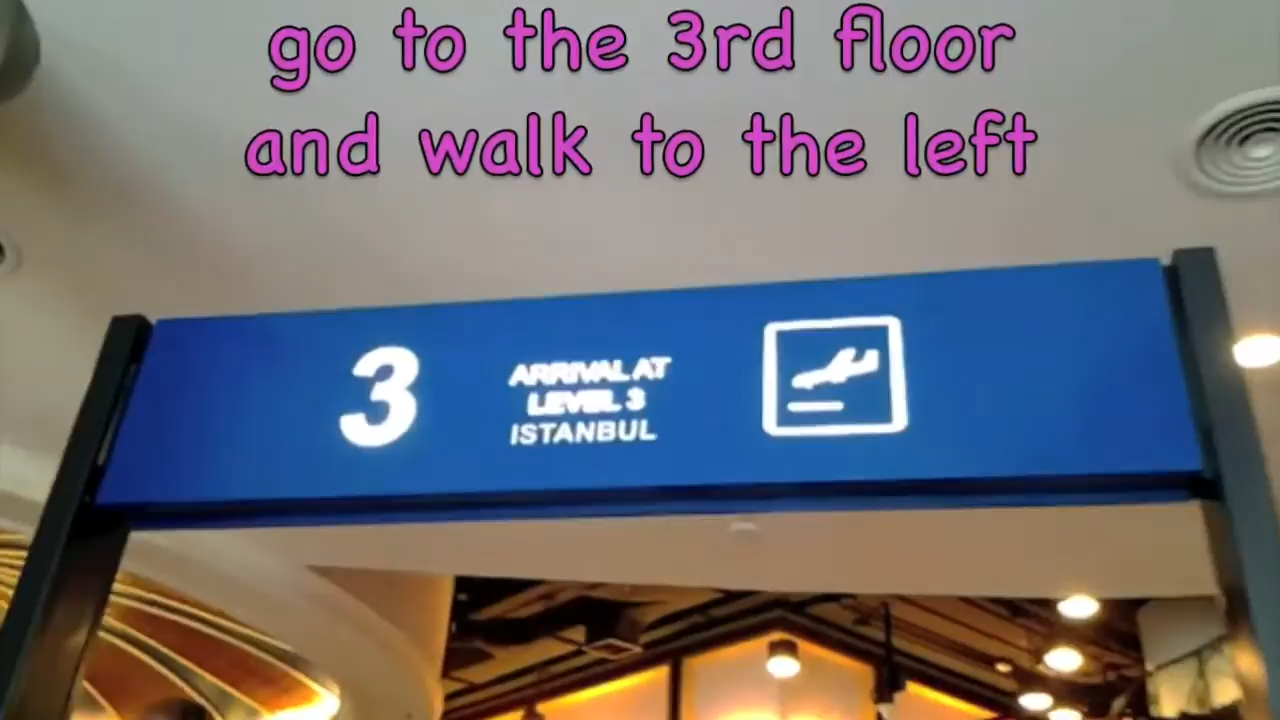 go to the 3rd floor
and walk to the left
3
ARRIVAL AT
LEVEL 3
ISTANBUL